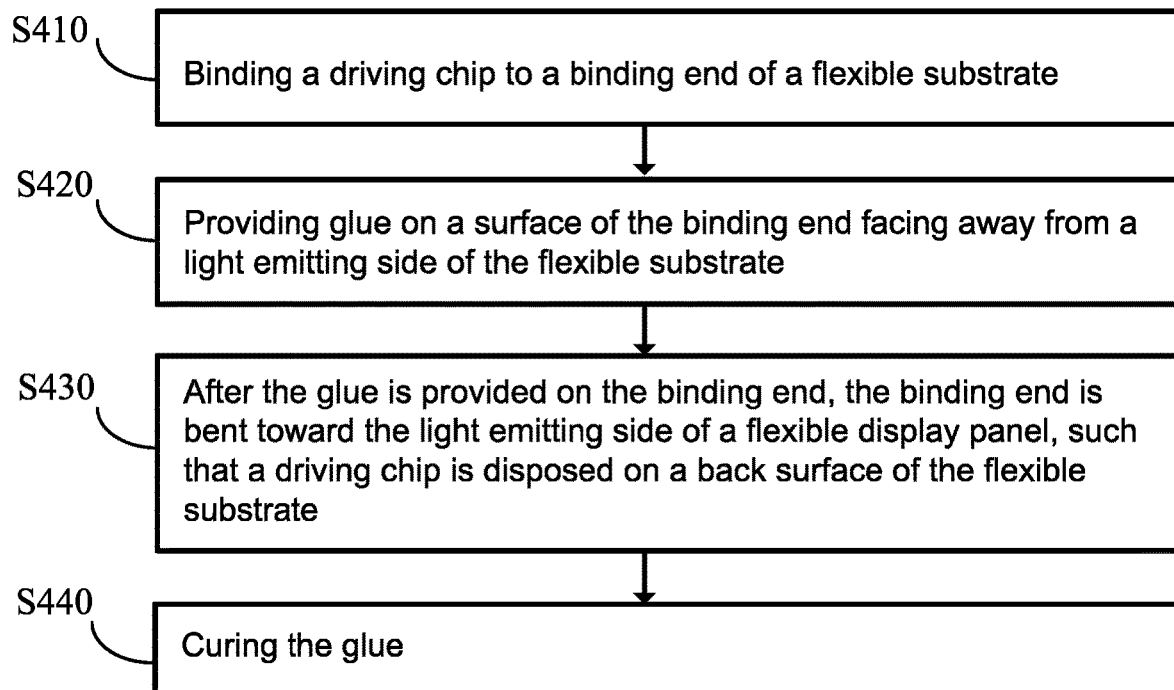 S410
Binding a driving chip to a binding end of a flexible substrate
S420
Providing glue on a surface of the binding end facing away from a
light emitting side of the flexible substrate
S430
After the glue is provided on the binding end, the binding end is
bent toward the light emitting side of a flexible display panel, such
that a driving chip is disposed on a back surface of the flexible
substrate
S440
Curing the glue